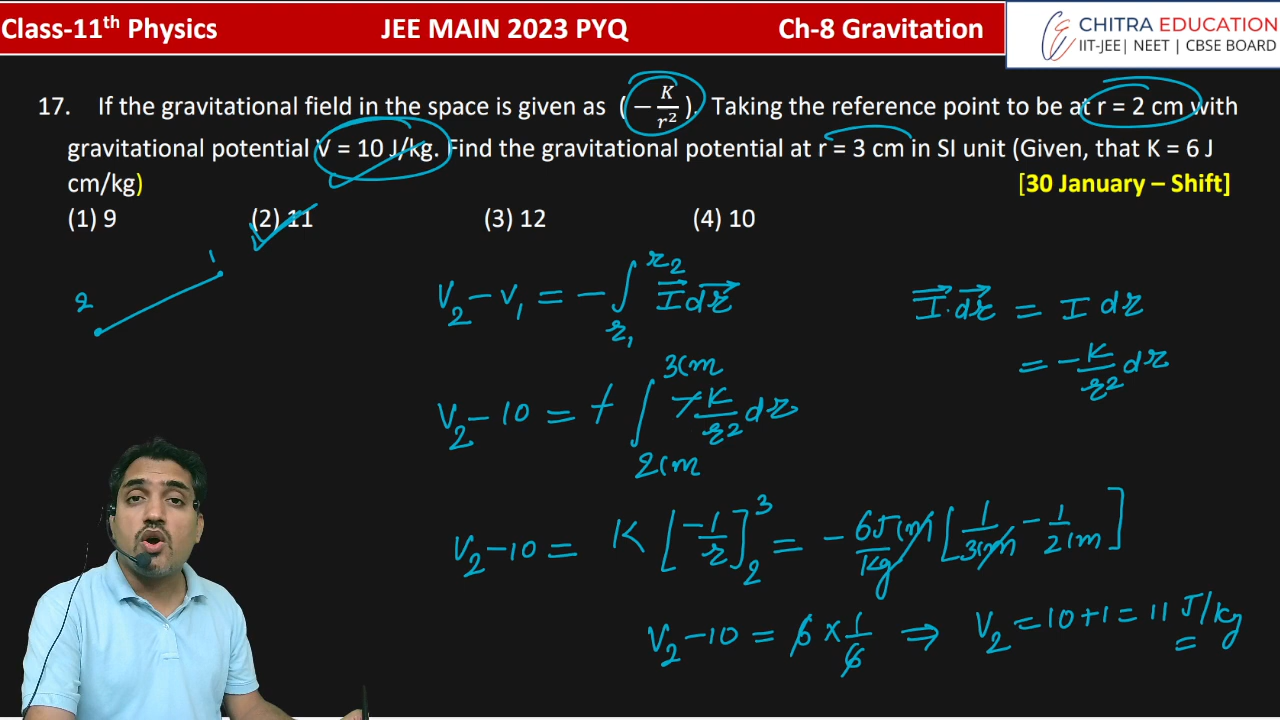 Class-11th Physics JEE MAIN 2023 PYQ Ch-8 Gravitation
CHITRA EDUCATION
IIT-JEE| NEET | CBSE BOARD
17. If the gravitational field in the space is given as (−K/r²). Taking the reference point to be at r = 2 cm with
gravitational potential V = 10 J/kg. Find the gravitational potential at r = 3 cm in SI unit (Given, that K = 6 J
cm/kg) [30 January – Shift]
(1) 9 (2) 11 (3) 12 (4) 10
2 1
V₂ − V₁ = − ∫_{r₁}^{r₂} I⃗ dr⃗
I⃗ · dr⃗ = I dr
= − K/r² dr
V₂ − 10 = + ∫_{2cm}^{3cm} + K/r² dr
V₂ − 10 = K [−1/r]₂³ = − 6J cm/kg [1/3cm − 1/2cm]
V₂ − 10 = 6 × 1/6 ⇒ V₂ = 10 + 1 = 11 J/kg